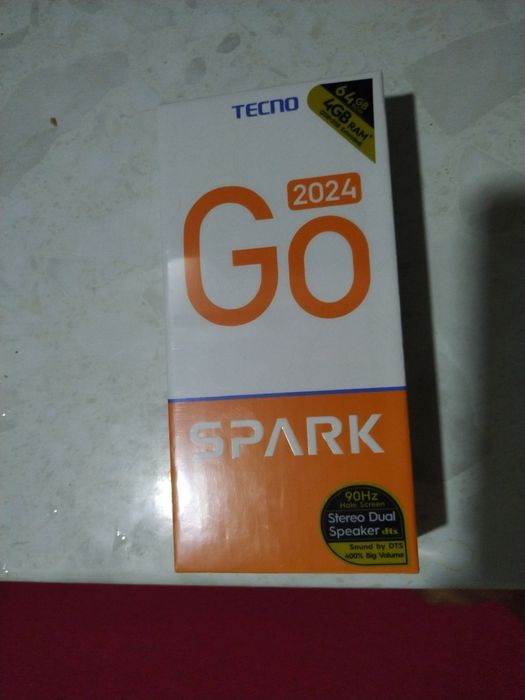 TECNO
64GB
4GB RAM*
2024
Go
SPARK
90Hz
Hole Screen
Stereo Dual
Speaker dts
Sound by DTS
400% Big Volume